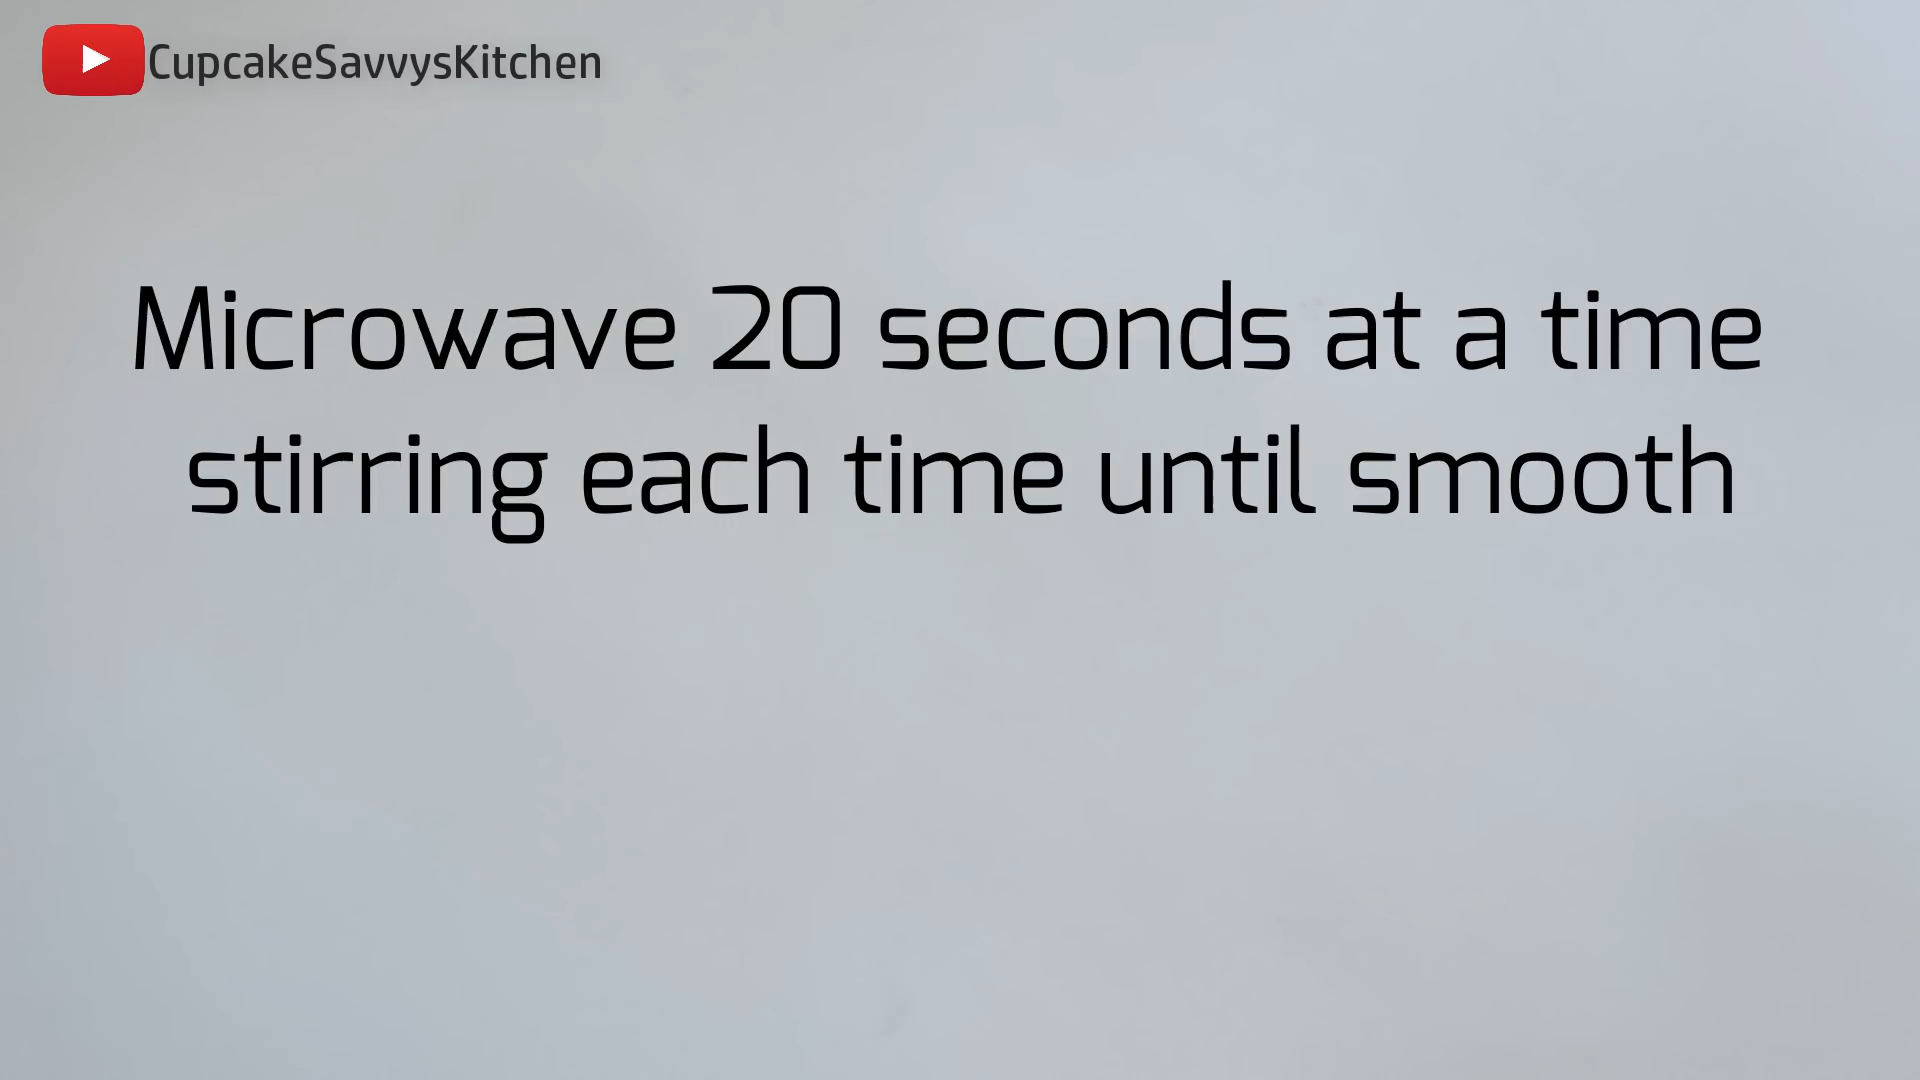 CupcakeSavvysKitchen
Microwave 20 seconds at a time
stirring each time until smooth